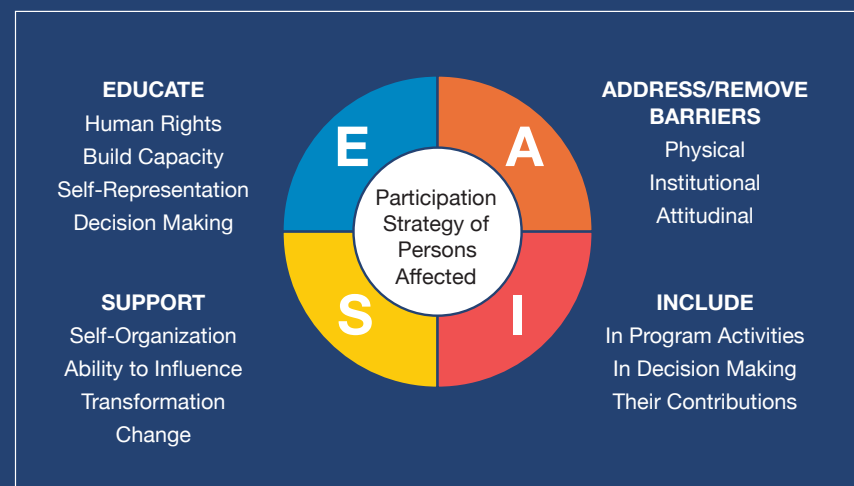 EDUCATE
Human Rights
Build Capacity
Self-Representation
Decision Making
E
A
ADDRESS/REMOVE
BARRIERS
Physical
Institutional
Attitudinal
Participation
Strategy of
Persons
Affected
SUPPORT
Self-Organization
Ability to Influence
Transformation
Change
S
I
INCLUDE
In Program Activities
In Decision Making
Their Contributions